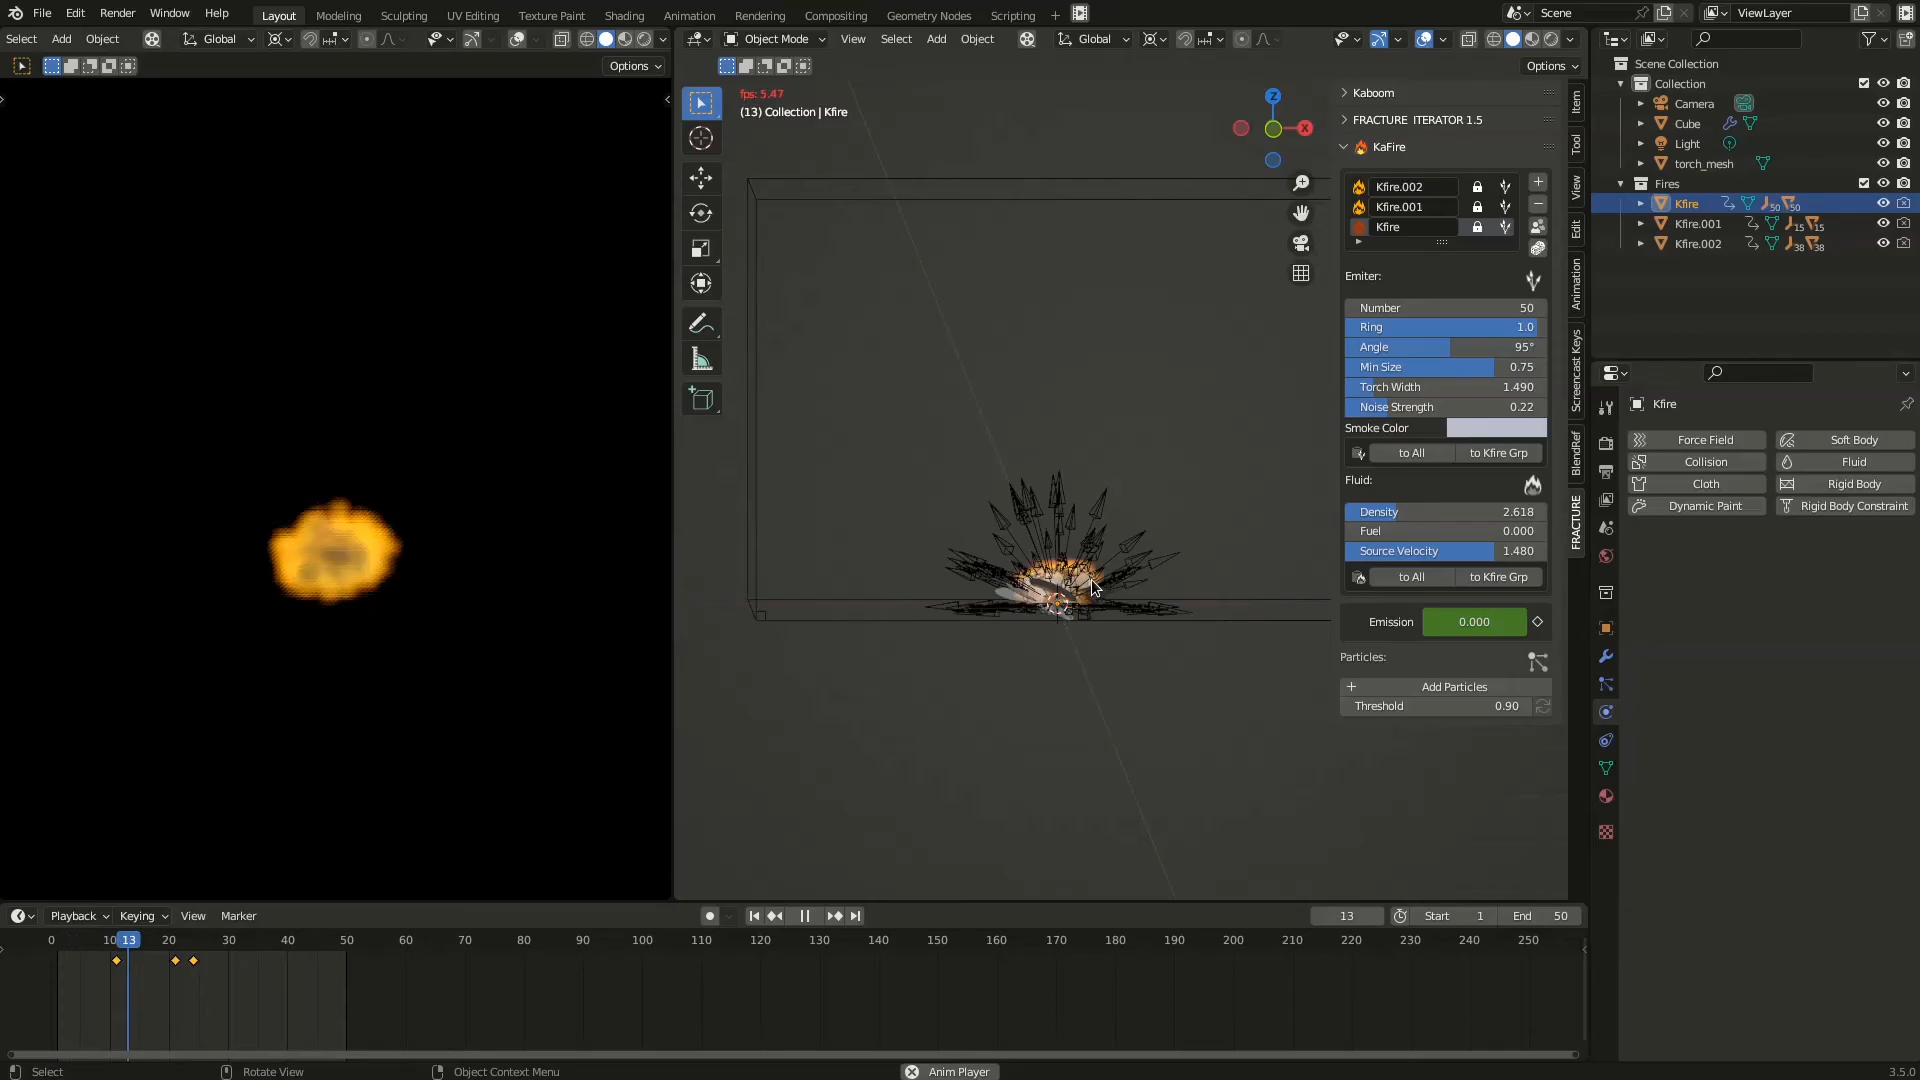 File Edit Render Window Help Layout Modeling Sculpting UV Editing Texture Paint Shading Animation Rendering Compositing Geometry Nodes Scripting + Scene ViewLayer
Select Add Object Global Object Mode View Select Add Object Global
Options Options
fps: 5.47
(13) Collection | Kfire
Z
X
Kaboom
FRACTURE ITERATOR 1.5
KaFire
Kfire.002
Kfire.001
Kfire
Emiter:
Number 50
Ring 1.0
Angle 95°
Min Size 0.75
Torch Width 1.490
Noise Strength 0.22
Smoke Color
to All to Kfire Grp
Fluid:
Density 2.618
Fuel 0.000
Source Velocity 1.480
to All to Kfire Grp
Emission 0.000
Particles:
+ Add Particles
Threshold 0.90
Item
Tool
View
Edit
Animation
Screencast Keys
BlendRef
FRACTURE
Scene Collection
Collection
Camera
Cube
Light
torch_mesh
Fires
Kfire 50 50
Kfire.001 15 15
Kfire.002 38 38
Kfire
Force Field Soft Body
Collision Fluid
Cloth Rigid Body
Dynamic Paint Rigid Body Constraint
Playback Keying View Marker 13 Start 1 End 50
0 10 13 20 30 40 50 60 70 80 90 100 110 120 130 140 150 160 170 180 190 200 210 220 230 240 250
Select Rotate View Object Context Menu Anim Player 3.5.0